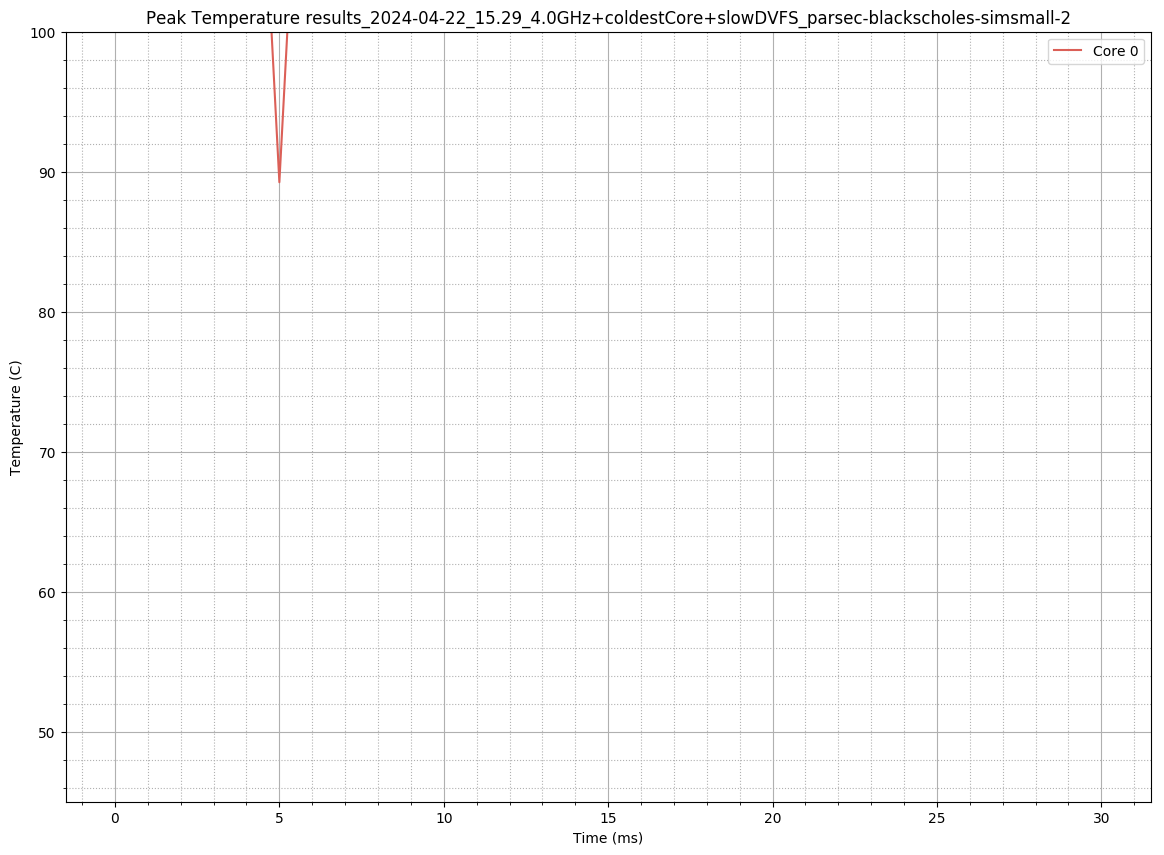 Peak Temperature results_2024-04-22_15.29_4.0GHz+coldestCore+slowDVFS_parsec-blackscholes-simsmall-2
Core 0
100
90
80
70
60
50
Temperature (C)
0 5 10 15 20 25 30
Time (ms)